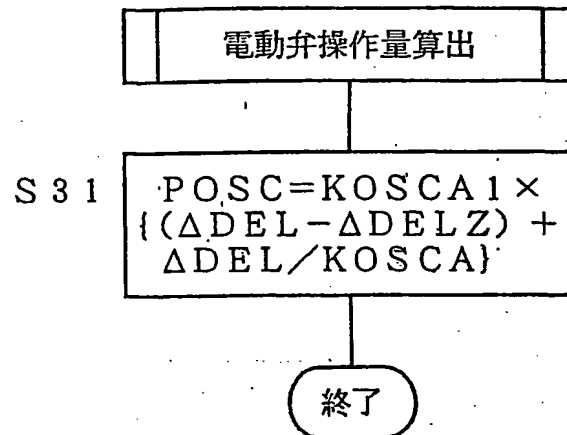 電動弁操作量算出
S31
POSC=KOSCA1×
{(ΔDEL-ΔDELZ)+
ΔDEL/KOSCA}
終了